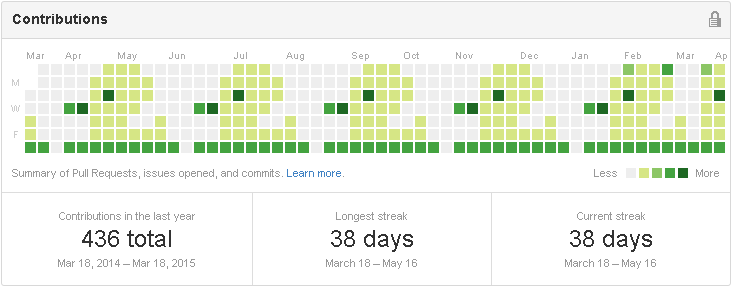 Contributions
Mar Apr May Jun Jul Aug Sep Oct Nov Dec Jan Feb Mar Ap
M
W
F
Summary of Pull Requests, issues opened, and commits. Learn more. Less More
Contributions in the last year
436 total
Mar 18, 2014 – Mar 18, 2015
Longest streak
38 days
March 18 – May 16
Current streak
38 days
March 18 – May 16